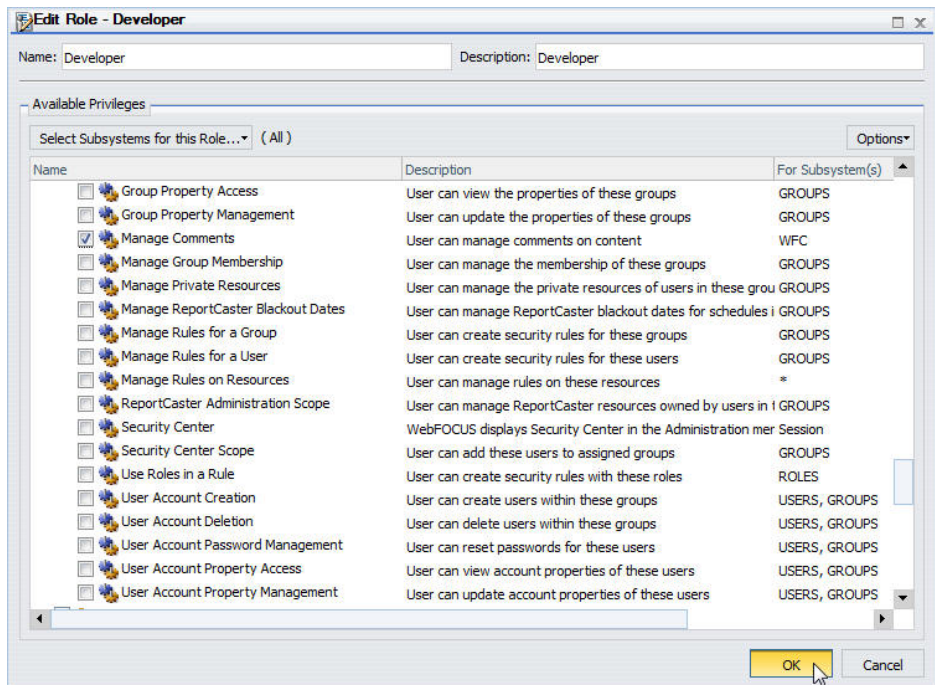 Edit Role - Developer
Name: Developer Description: Developer
Available Privileges
Select Subsystems for this Role... (All) Options
Name Description For Subsystem(s)
Group Property Access User can view the properties of these groups GROUPS
Group Property Management User can update the properties of these groups GROUPS
Manage Comments User can manage comments on content WFC
Manage Group Membership User can manage the membership of these groups GROUPS
Manage Private Resources User can manage the private resources of users in these grou GROUPS
Manage ReportCaster Blackout Dates User can manage ReportCaster blackout dates for schedules i GROUPS
Manage Rules for a Group User can create security rules for these groups GROUPS
Manage Rules for a User User can create security rules for these users GROUPS
Manage Rules on Resources User can manage rules on these resources *
ReportCaster Administration Scope User can manage ReportCaster resources owned by users in t GROUPS
Security Center WebFOCUS displays Security Center in the Administration mer Session
Security Center Scope User can add these users to assigned groups GROUPS
Use Roles in a Rule User can create security rules with these roles ROLES
User Account Creation User can create users within these groups USERS, GROUPS
User Account Deletion User can delete users within these groups USERS, GROUPS
User Account Password Management User can reset passwords for these users USERS, GROUPS
User Account Property Access User can view account properties of these users USERS, GROUPS
User Account Property Management User can update account properties of these users USERS, GROUPS
OK Cancel